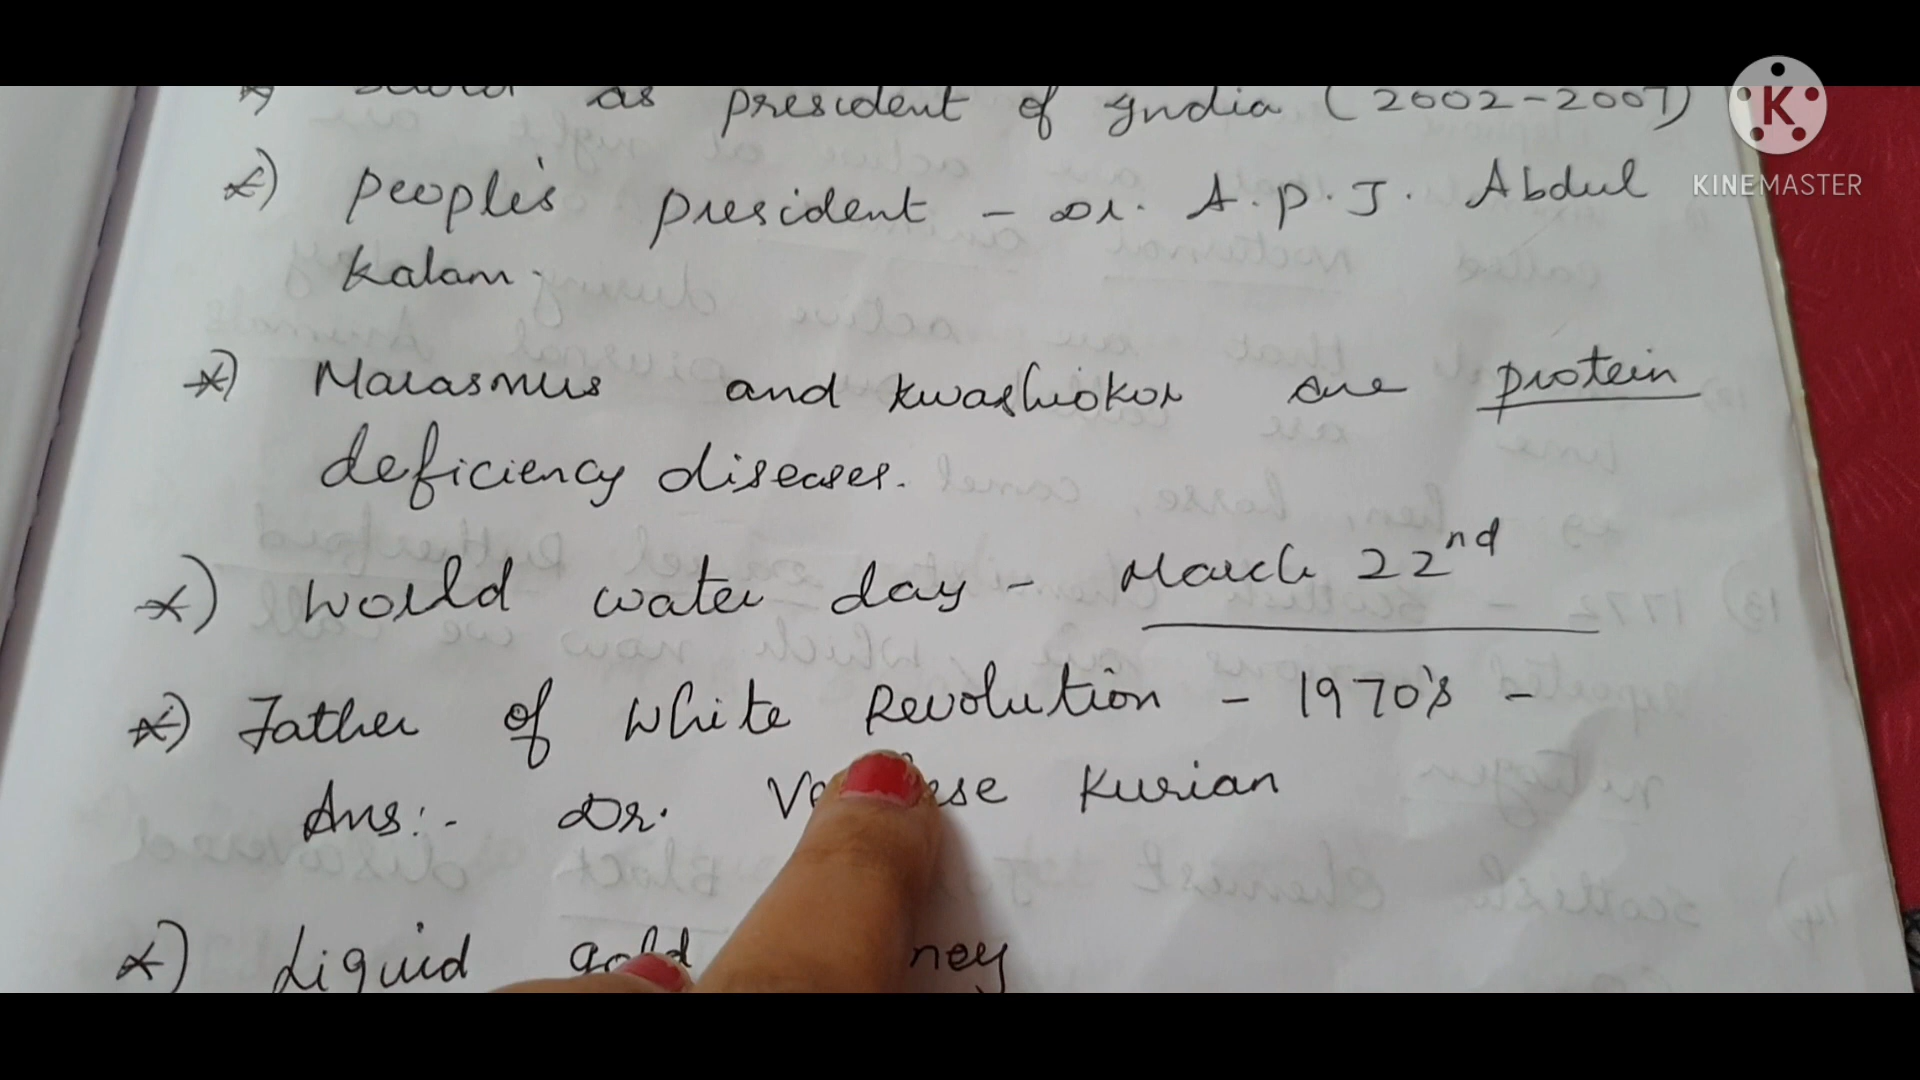 as president of India (2002-2007)
*) People's president - Dr. A.P.J. Abdul
Kalam.
*) Marasmus and kwashiokor are protein
deficiency diseases.
*) World water day - March 22nd
*) Father of White Revolution - 1970's -
Ans:- Dr. Kurian
*) Liquid gold
KINEMASTER